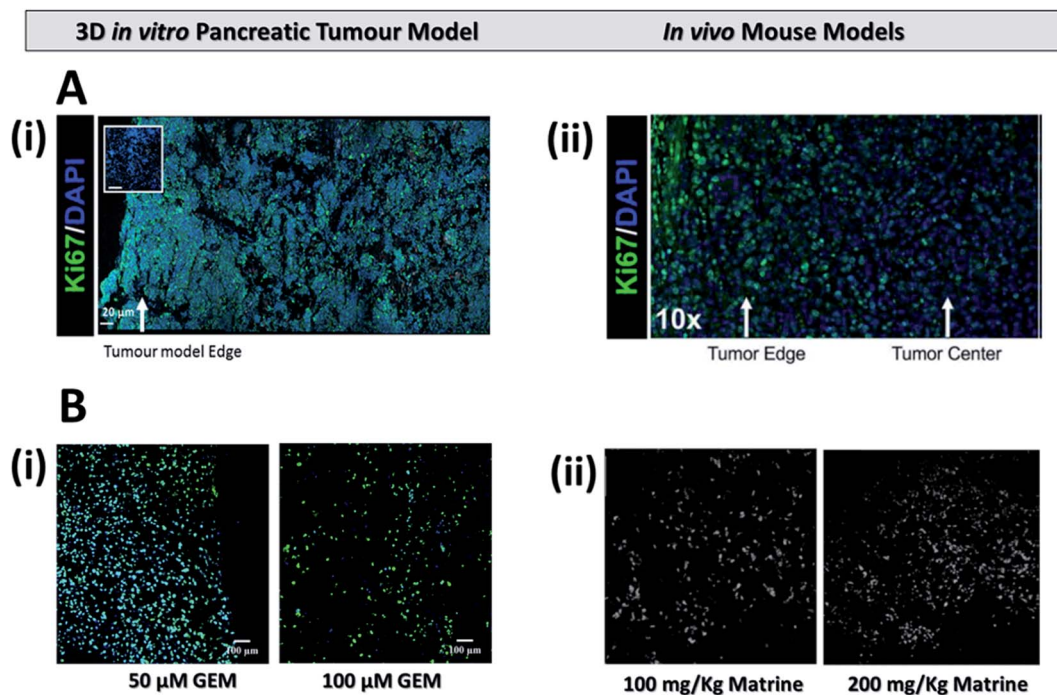 3D in vitro Pancreatic Tumour Model
In vivo Mouse Models
A
(i)
Ki67/DAPI
20 µm
Tumour model Edge
(ii)
Ki67/DAPI
10x
Tumor Edge
Tumor Center
B
(i)
100 µm
50 µM GEM
100 µm
100 µM GEM
(ii)
100 mg/Kg Matrine
200 mg/Kg Matrine